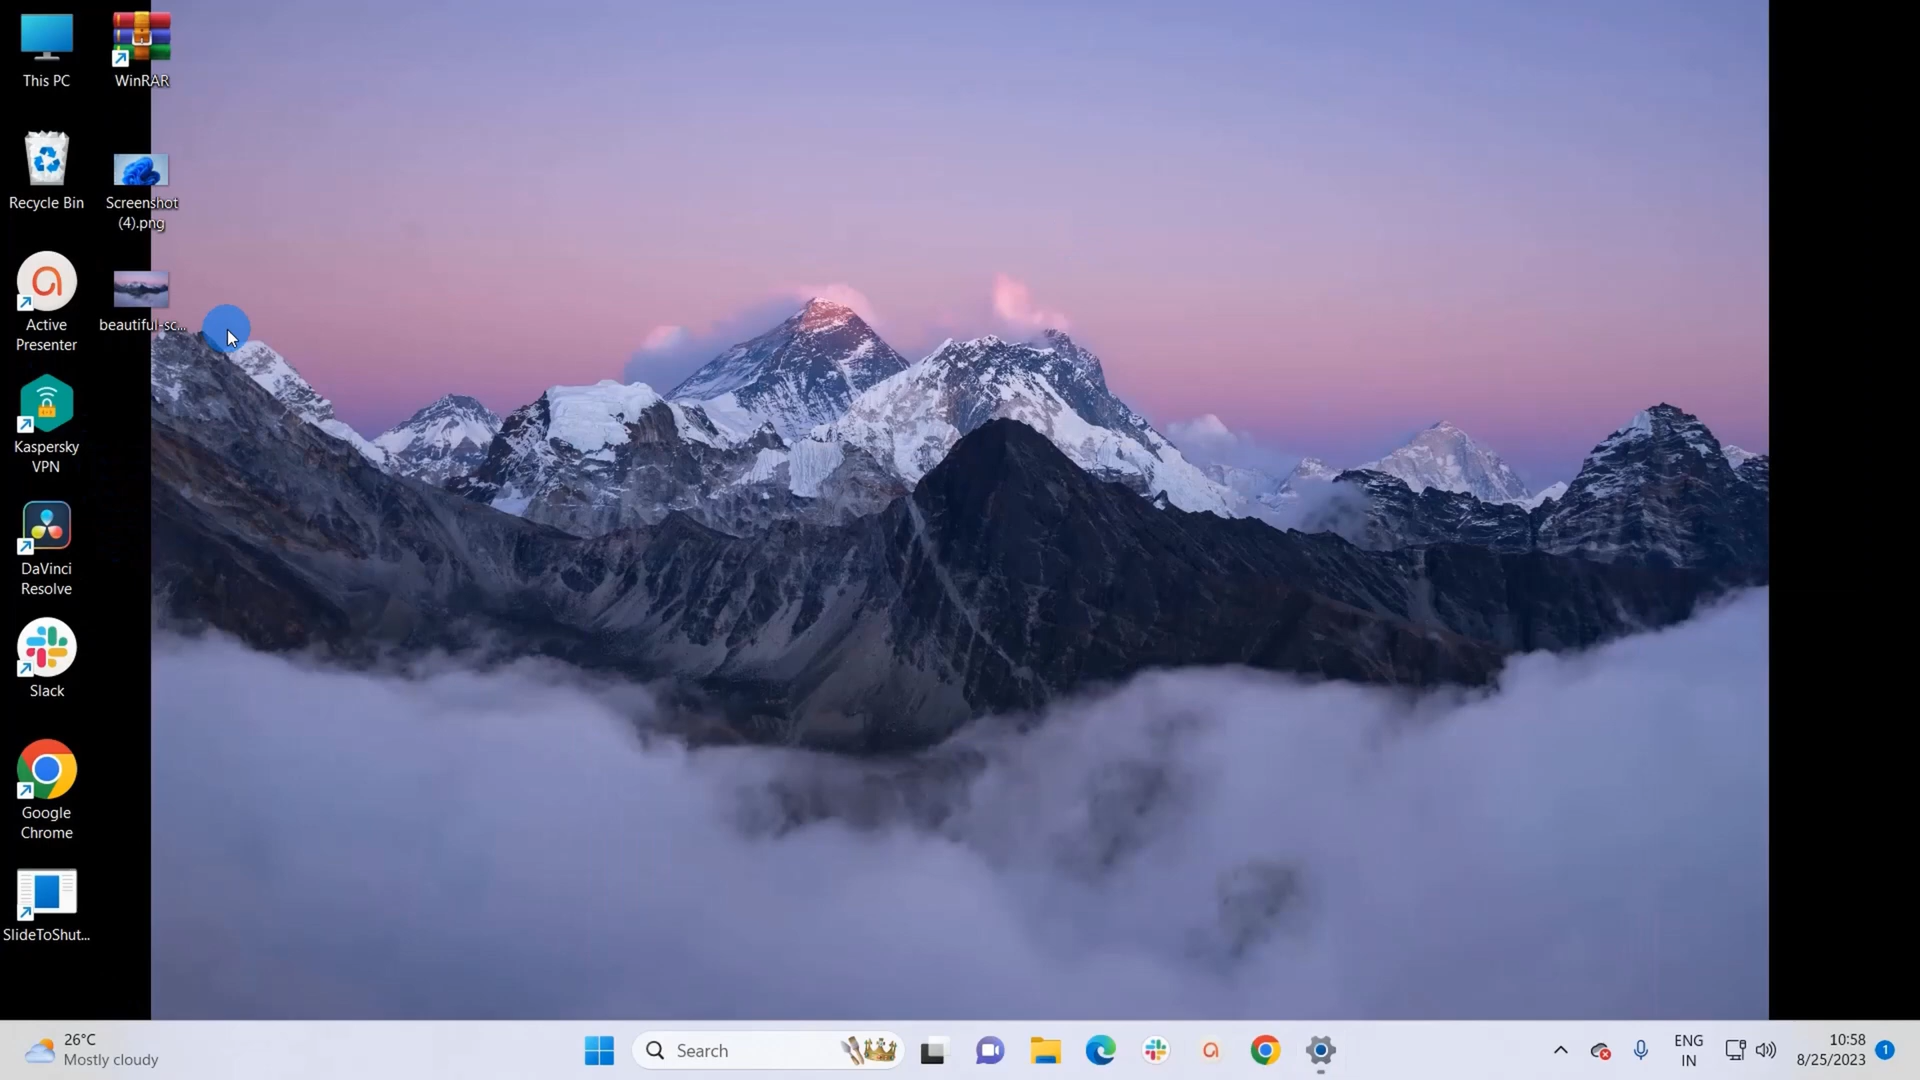 This PC
WinRAR
Recycle Bin
Screenshot
(4).png
Active
Presenter
beautiful-sc...
Kaspersky
VPN
DaVinci
Resolve
Slack
Google
Chrome
SlideToShut...
26°C
Mostly cloudy
Search
ENG
IN
10:58
8/25/2023
1